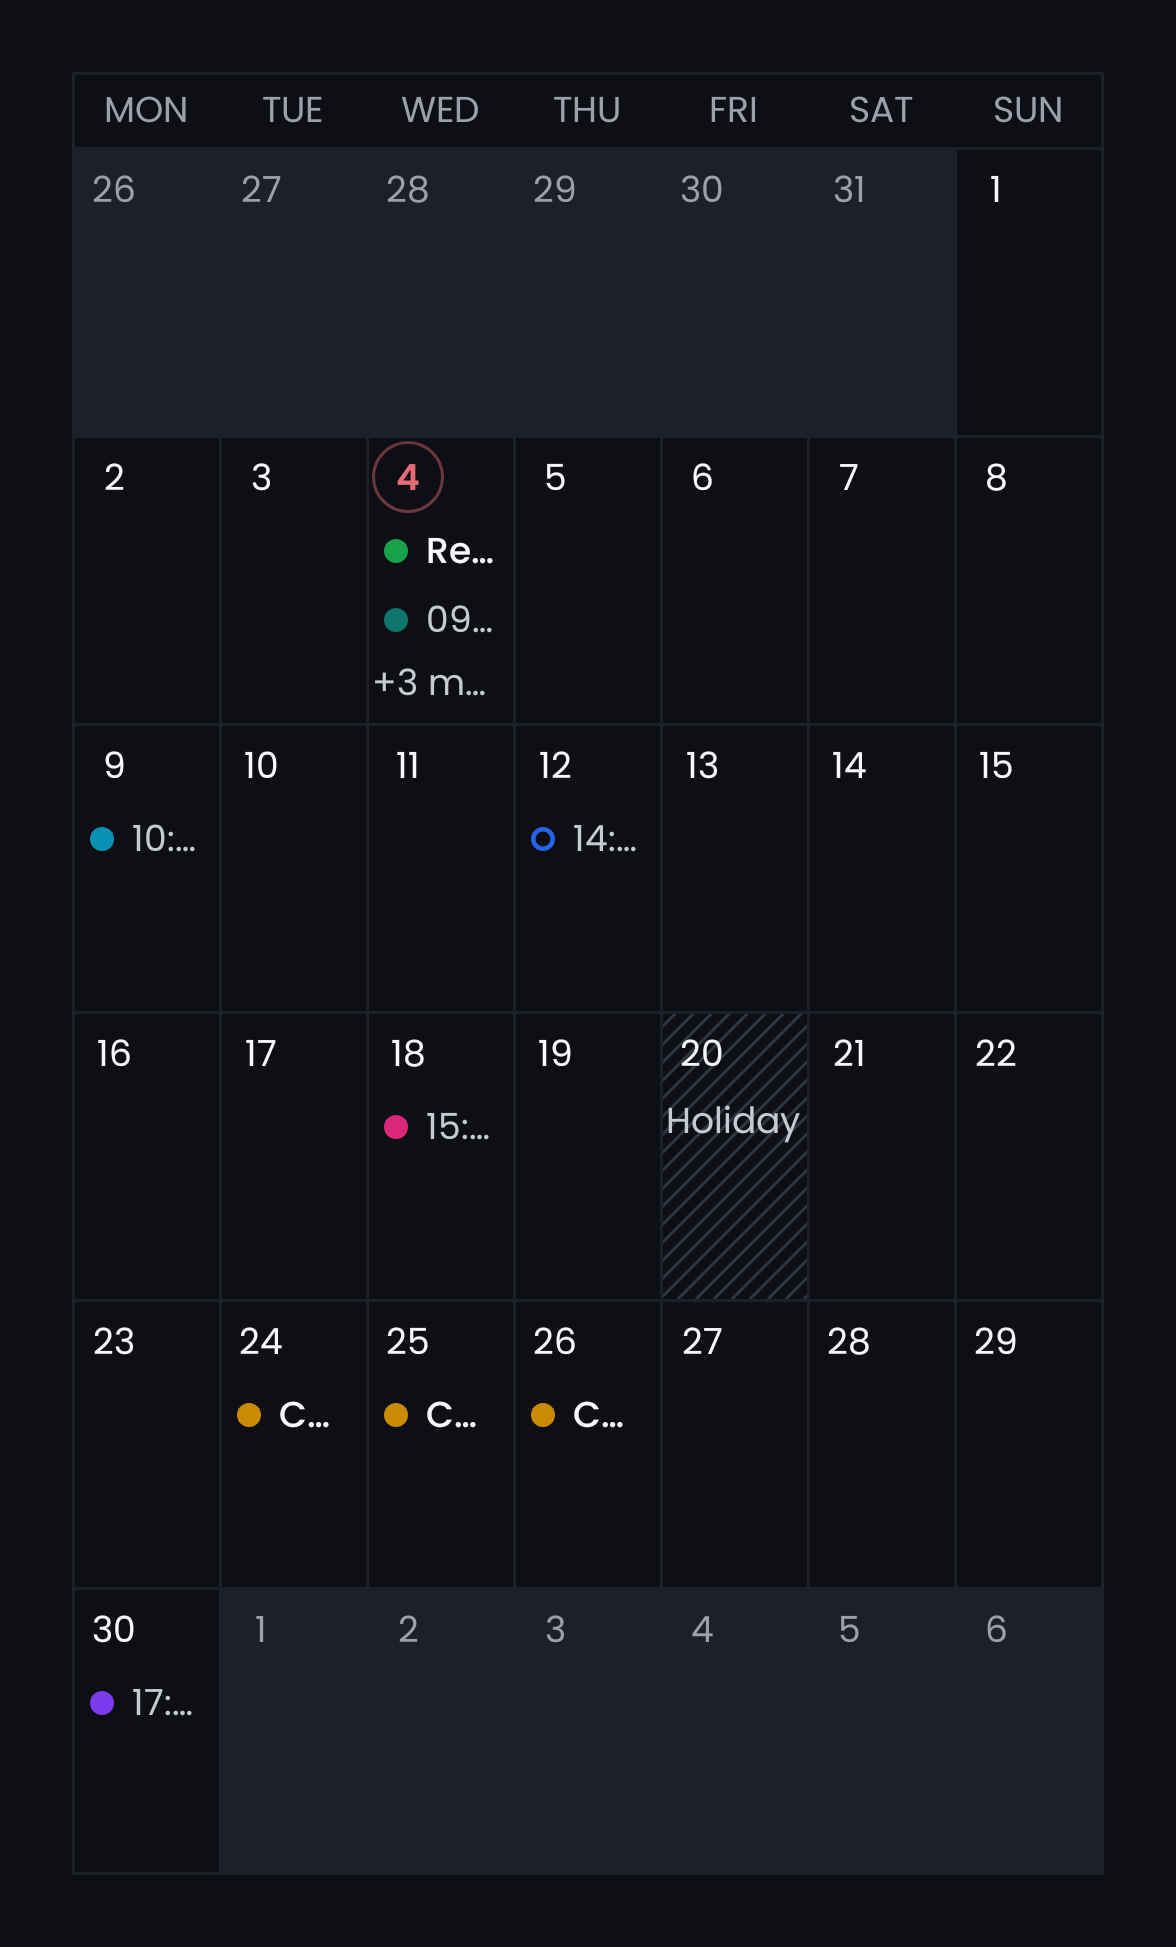 MON TUE WED THU FRI SAT SUN
26 27 28 29 30 31 1
2 3 4 5 6 7 8
Re...
09...
+3 m...
9 10 11 12 13 14 15
10:... 14:...
16 17 18 19 20 21 22
15:... Holiday
23 24 25 26 27 28 29
C... C... C...
30 1 2 3 4 5 6
17:...